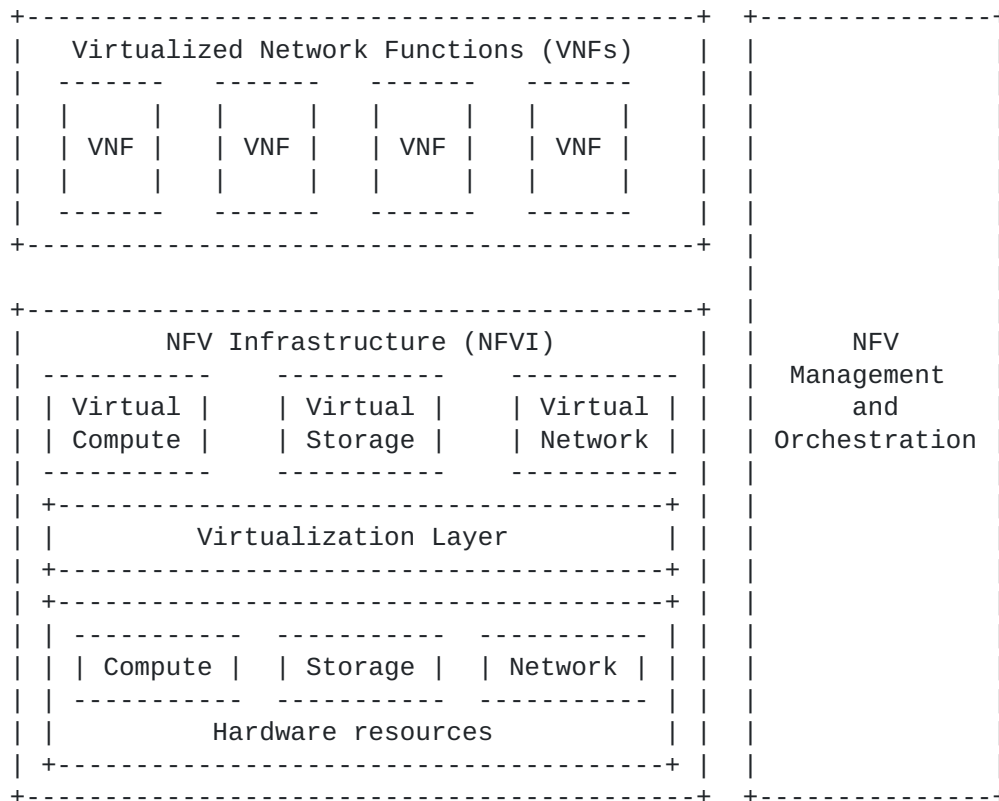 Virtualized Network Functions (VNFs)
VNF VNF VNF VNF
NFV Infrastructure (NFVI)
NFV
Management
and
Orchestration
Virtual Virtual Virtual
Compute Storage Network
Virtualization Layer
Compute Storage Network
Hardware resources